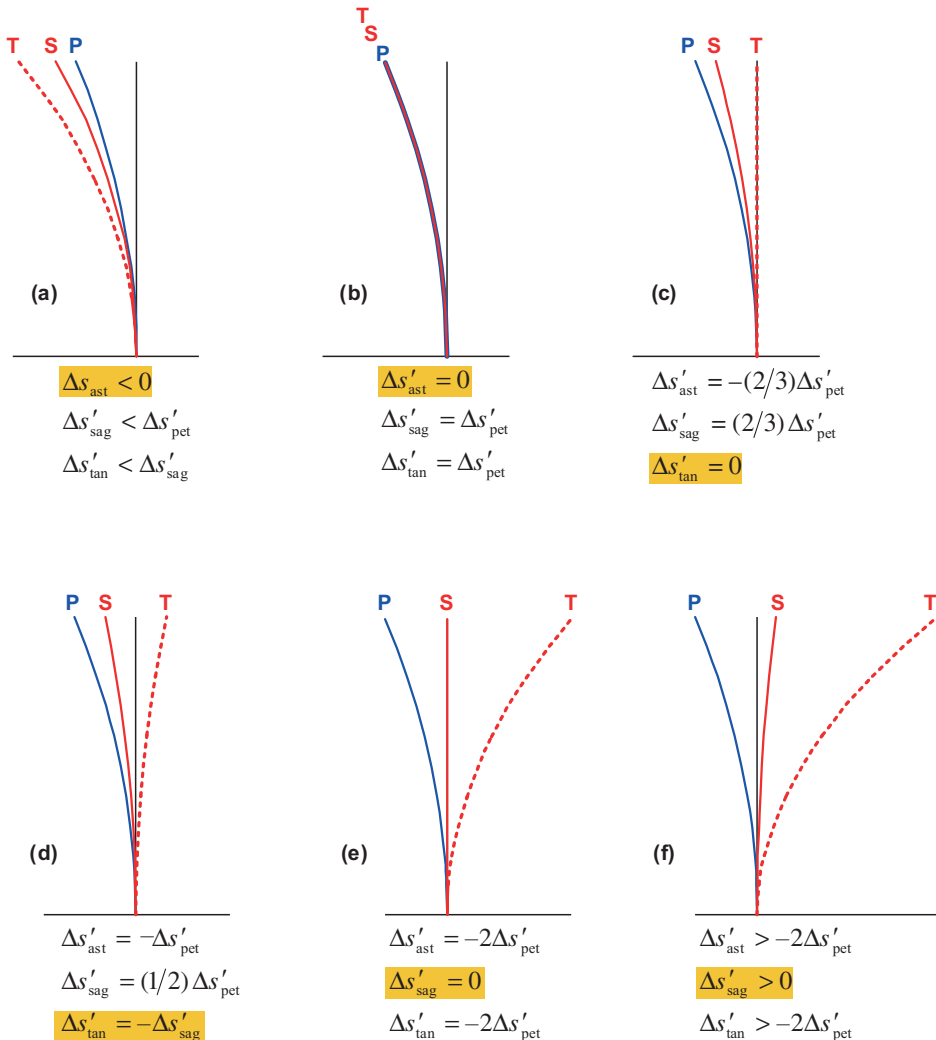 T S P
(a)
Δs_ast < 0
Δs′_sag < Δs′_pet
Δs′_tan < Δs′_sag
T
S
P
(b)
Δs′_ast = 0
Δs′_sag = Δs′_pet
Δs′_tan = Δs′_pet
P S T
(c)
Δs′_ast = −(2/3)Δs′_pet
Δs′_sag = (2/3)Δs′_pet
Δs′_tan = 0
P S T
(d)
Δs′_ast = −Δs′_pet
Δs′_sag = (1/2)Δs′_pet
Δs′_tan = −Δs′_sag
P S T
(e)
Δs′_ast = −2Δs′_pet
Δs′_sag = 0
Δs′_tan = −2Δs′_pet
P S T
(f)
Δs′_ast > −2Δs′_pet
Δs′_sag > 0
Δs′_tan > −2Δs′_pet